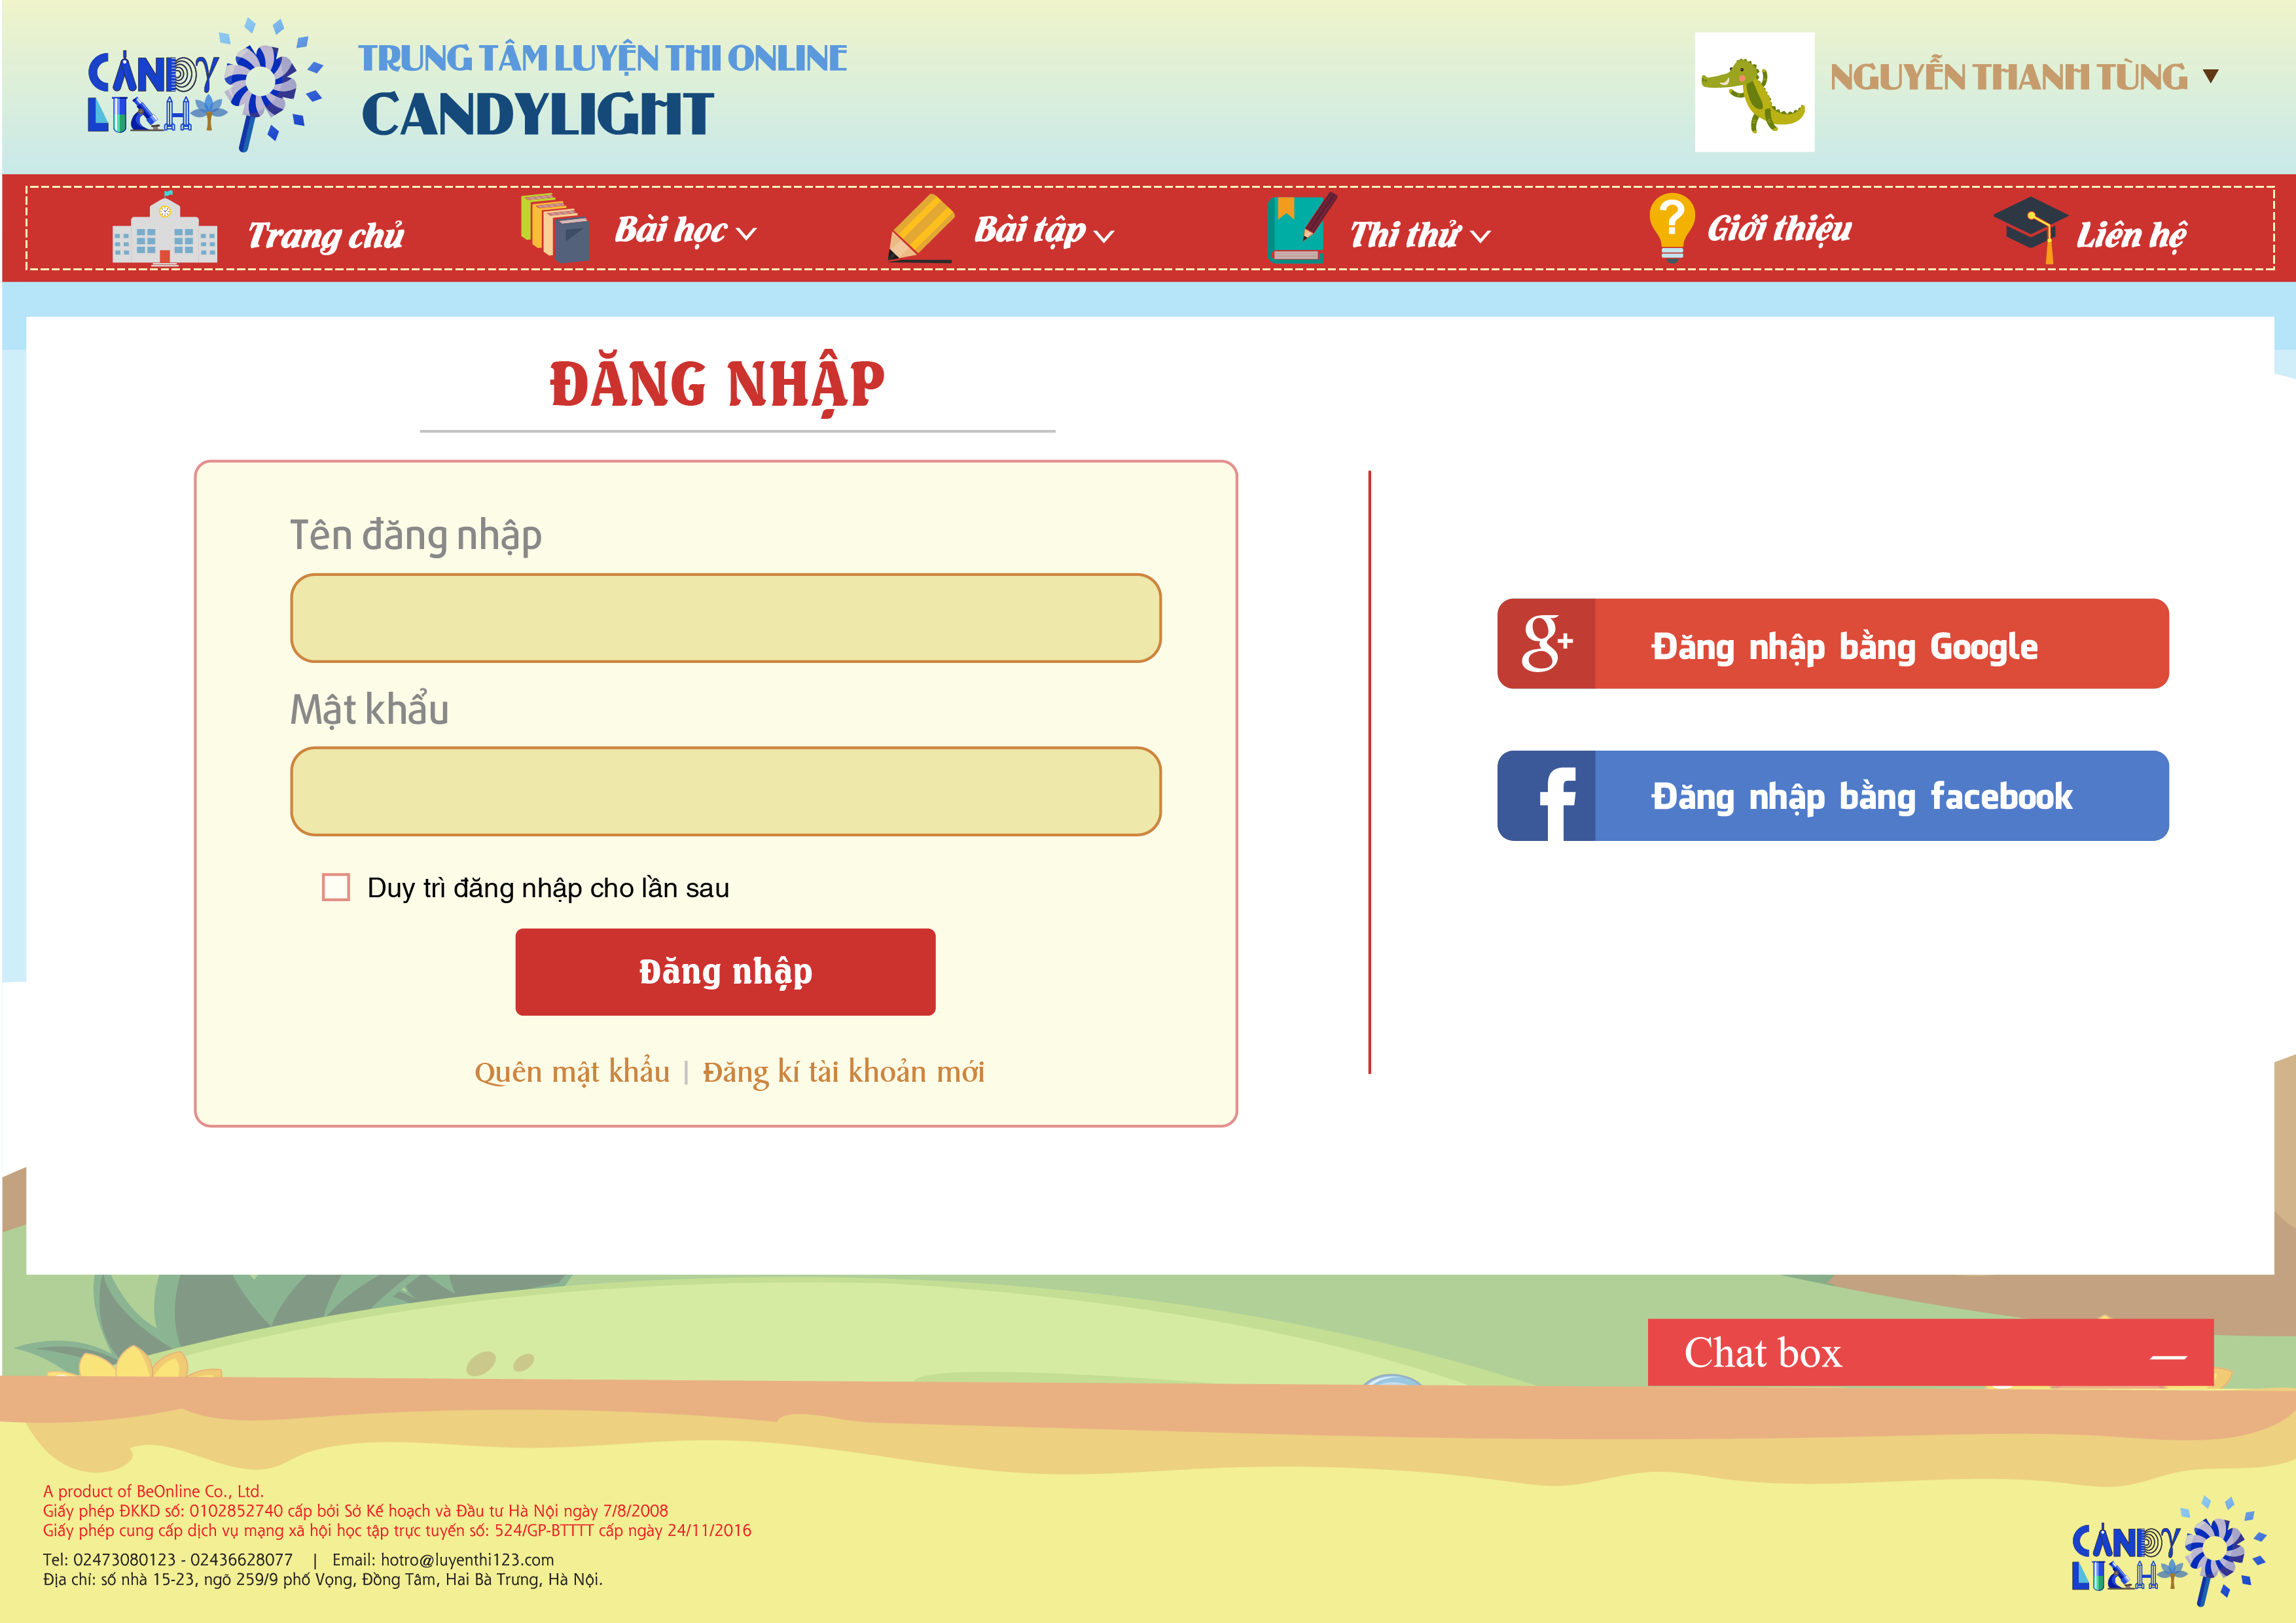 CANDY
LIGHT
TRUNG TÂM LUYỆN THI ONLINE
CANDYLIGHT
NGUYỄN THANH TÙNG
Trang chủ
Bài học
Bài tập
Thi thử
Giới thiệu
Liên hệ
ĐĂNG NHẬP
Tên đăng nhập
Mật khẩu
Duy trì đăng nhập cho lần sau
Đăng nhập
Quên mật khẩu | Đăng kí tài khoản mới
g+ Đăng nhập bằng Google
f Đăng nhập bằng facebook
Chat box
A product of BeOnline Co., Ltd.
Giấy phép ĐKKD số: 0102852740 cấp bởi Sở Kế hoạch và Đầu tư Hà Nội ngày 7/8/2008
Giấy phép cung cấp dịch vụ mạng xã hội học tập trực tuyến số: 524/GP-BTTTT cấp ngày 24/11/2016
Tel: 02473080123 - 02436628077 | Email: hotro@luyenthi123.com
Địa chỉ: số nhà 15-23, ngõ 259/9 phố Vọng, Đồng Tâm, Hai Bà Trưng, Hà Nội.
CANDY
LIGHT